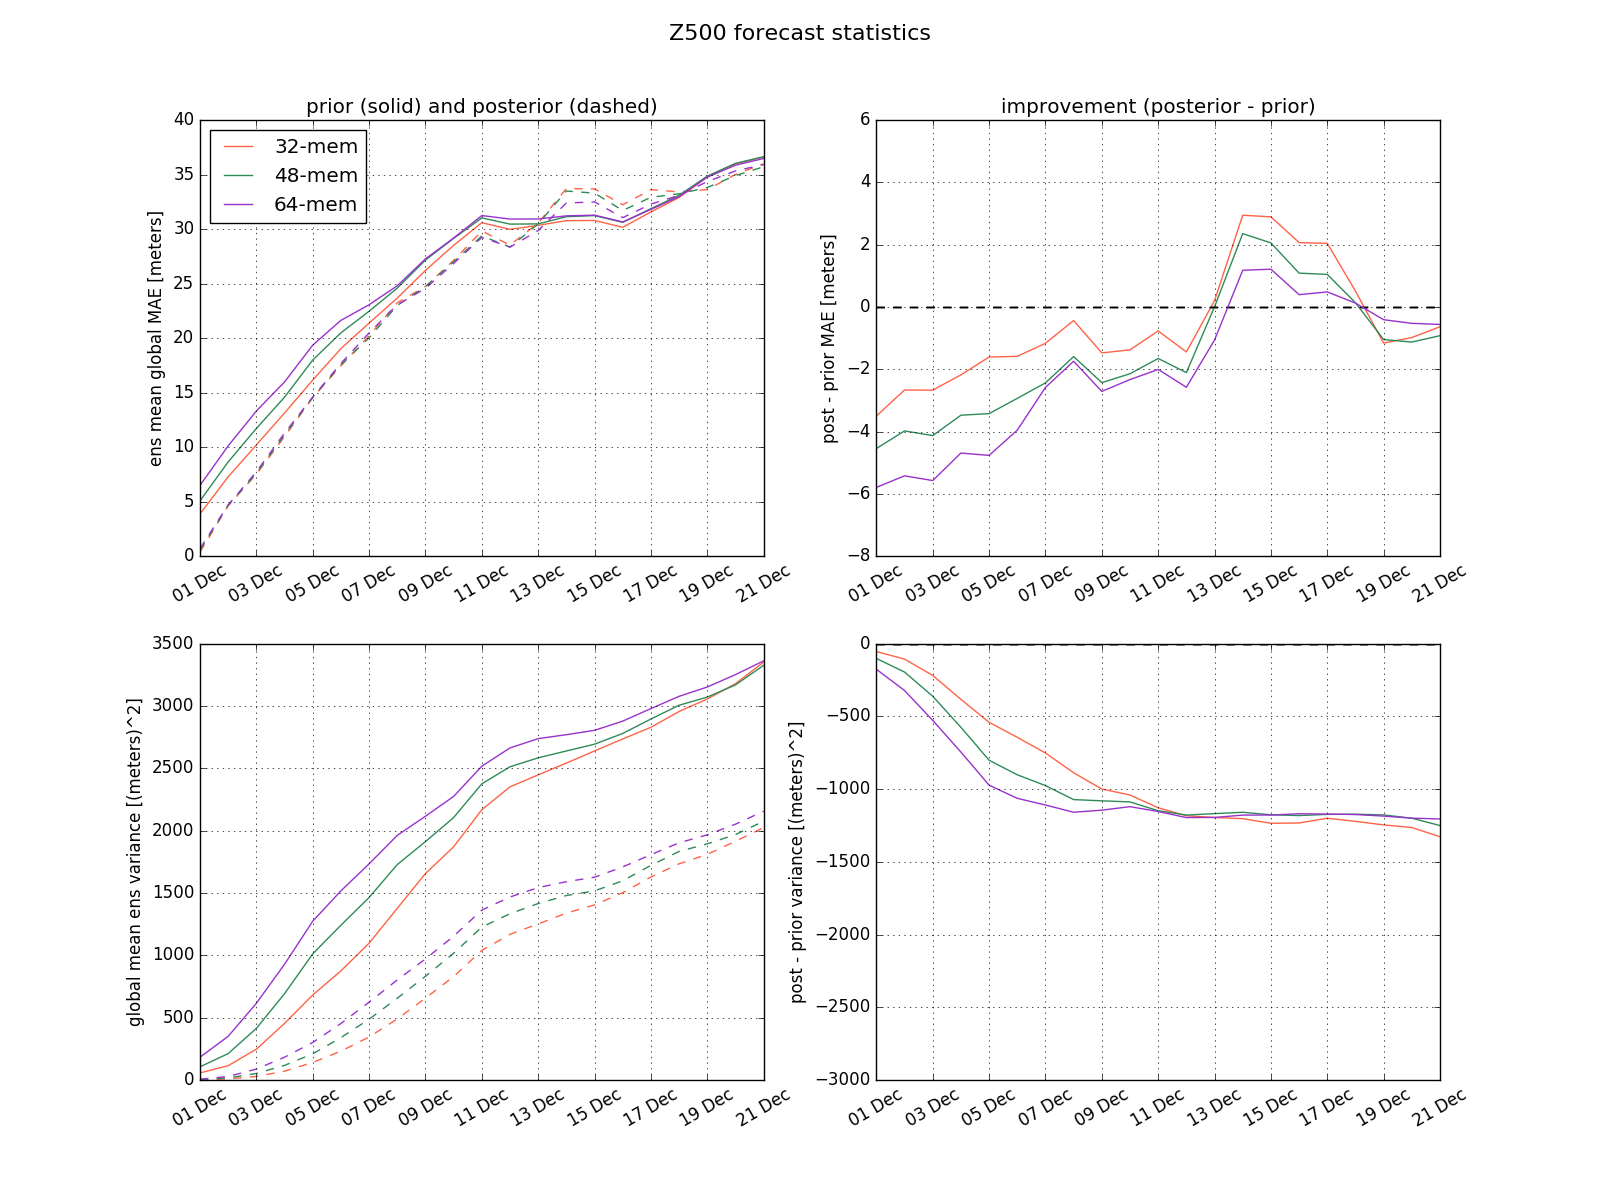 Z500 forecast statistics
prior (solid) and posterior (dashed)
ens mean global MAE [meters]
40
35
30
25
20
15
10
5
0
32-mem
48-mem
64-mem
01 Dec 03 Dec 05 Dec 07 Dec 09 Dec 11 Dec 13 Dec 15 Dec 17 Dec 19 Dec 21 Dec
improvement (posterior - prior)
post - prior MAE [meters]
6
4
2
0
−2
−4
−6
−8
01 Dec 03 Dec 05 Dec 07 Dec 09 Dec 11 Dec 13 Dec 15 Dec 17 Dec 19 Dec 21 Dec
global mean ens variance [(meters)^2]
3500
3000
2500
2000
1500
1000
500
0
01 Dec 03 Dec 05 Dec 07 Dec 09 Dec 11 Dec 13 Dec 15 Dec 17 Dec 19 Dec 21 Dec
post - prior variance [(meters)^2]
0
−500
−1000
−1500
−2000
−2500
−3000
01 Dec 03 Dec 05 Dec 07 Dec 09 Dec 11 Dec 13 Dec 15 Dec 17 Dec 19 Dec 21 Dec